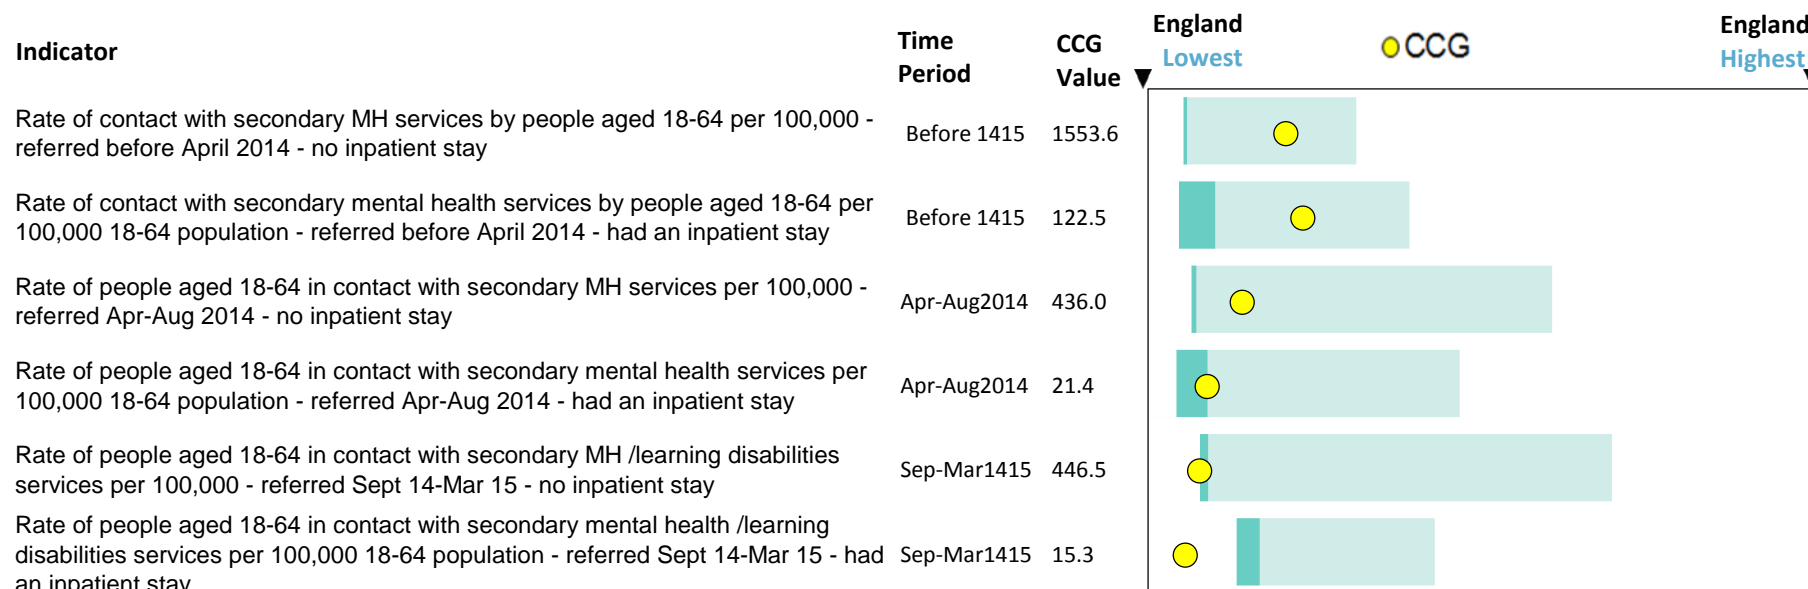 Indicator
Time
Period
CCG
Value
England
Lowest
CCG
England
Highest
Rate of contact with secondary MH services by people aged 18-64 per 100,000 -
referred before April 2014 - no inpatient stay
Before 1415
1553.6
Rate of contact with secondary mental health services by people aged 18-64 per
100,000 18-64 population - referred before April 2014 - had an inpatient stay
Before 1415
122.5
Rate of people aged 18-64 in contact with secondary MH services per 100,000 -
referred Apr-Aug 2014 - no inpatient stay
Apr-Aug2014
436.0
Rate of people aged 18-64 in contact with secondary mental health services per
100,000 18-64 population - referred Apr-Aug 2014 - had an inpatient stay
Apr-Aug2014
21.4
Rate of people aged 18-64 in contact with secondary MH /learning disabilities
services per 100,000 - referred Sept 14-Mar 15 - no inpatient stay
Sep-Mar1415
446.5
Rate of people aged 18-64 in contact with secondary mental health /learning
disabilities services per 100,000 18-64 population - referred Sept 14-Mar 15 - had
an inpatient stay
Sep-Mar1415
15.3